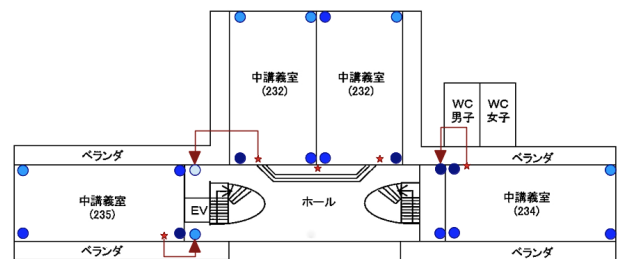 中講義室
(232)
中講義室
(232)
WC
男子
WC
女子
ベランダ
ベランダ
中講義室
(235)
EV
ホール
中講義室
(234)
ベランダ
ベランダ